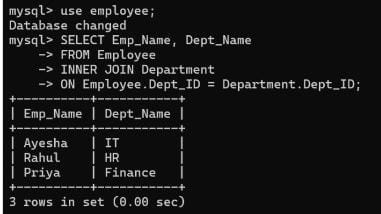 mysql> use employee;
Database changed
mysql> SELECT Emp_Name, Dept_Name
    -> FROM Employee
    -> INNER JOIN Department
    -> ON Employee.Dept_ID = Department.Dept_ID;
+----------+-----------+
| Emp_Name | Dept_Name |
+----------+-----------+
| Ayesha   | IT        |
| Rahul    | HR        |
| Priya    | Finance   |
+----------+-----------+
3 rows in set (0.00 sec)